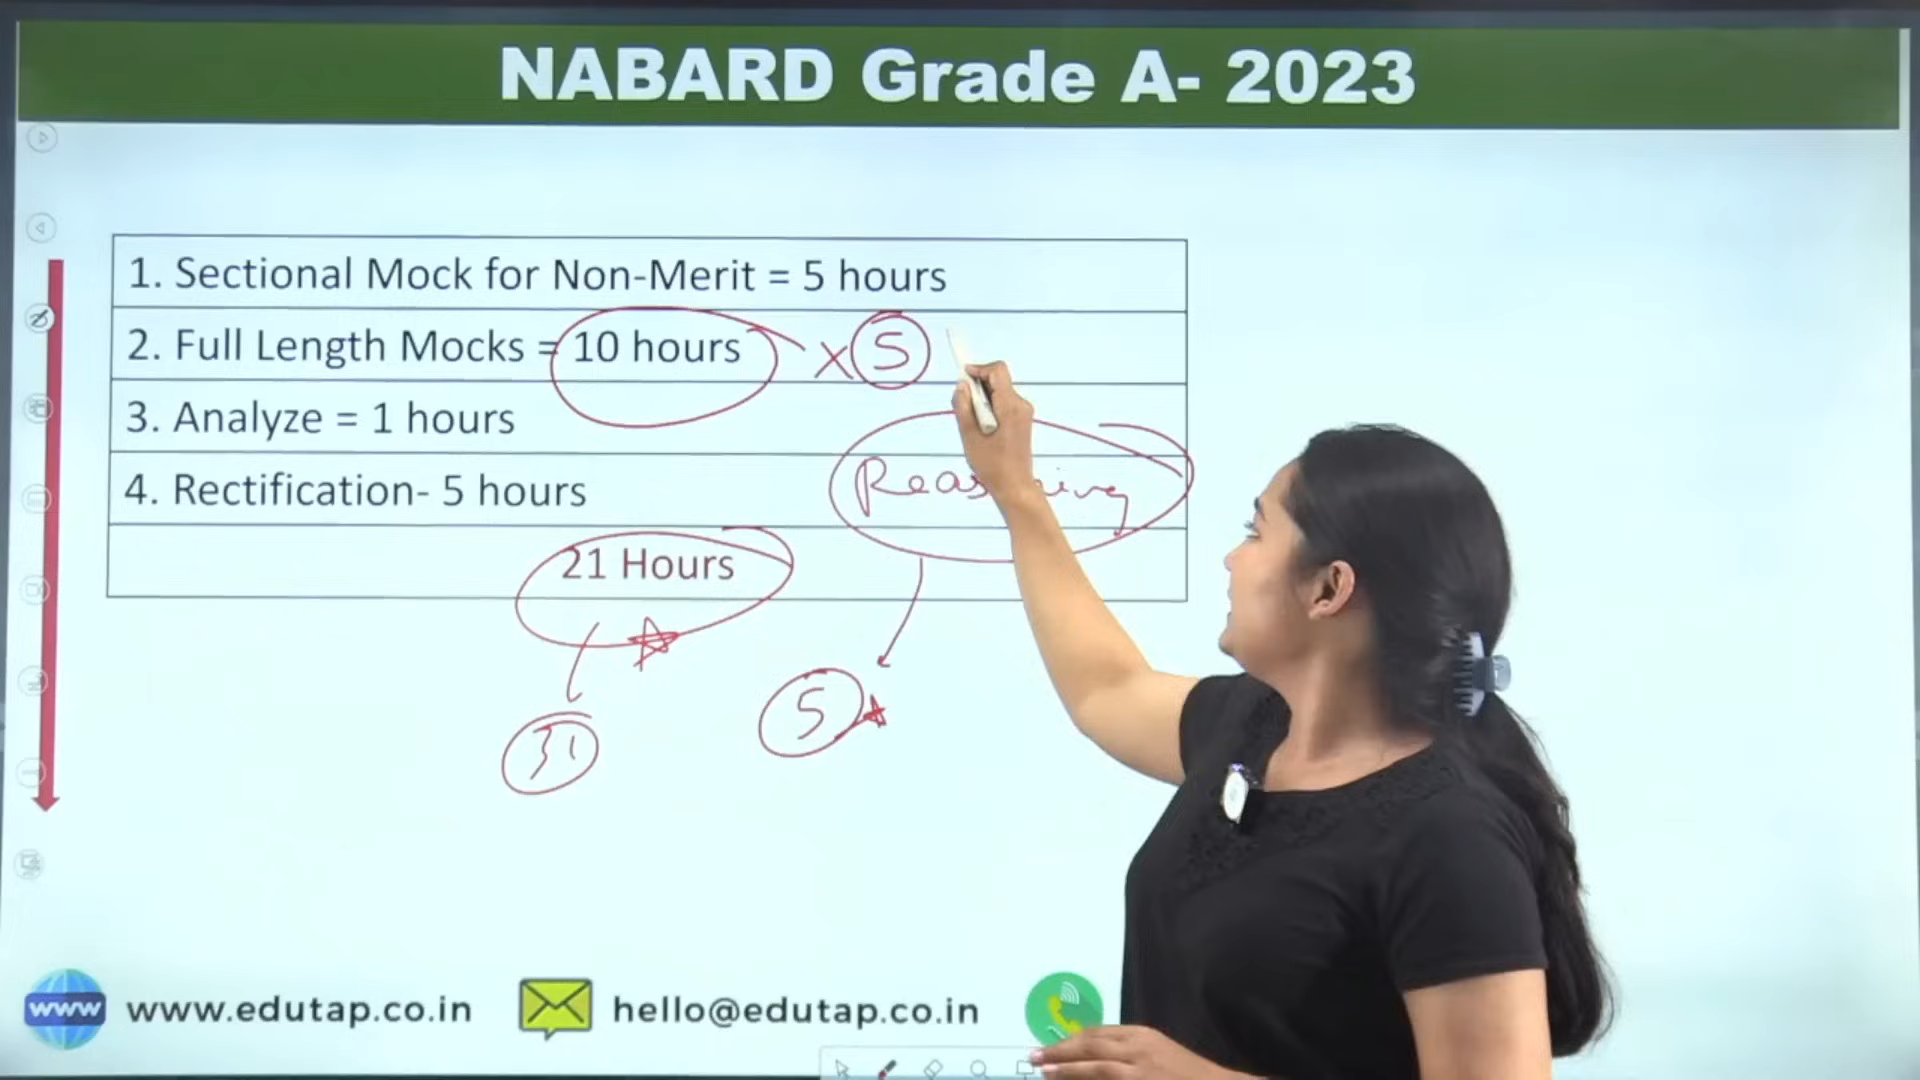 NABARD Grade A- 2023
1. Sectional Mock for Non-Merit = 5 hours
2. Full Length Mocks = 10 hours × 5
3. Analyze = 1 hours
4. Rectification- 5 hours
Reasoning
21 Hours
5
31
www www.edutap.co.in hello@edutap.co.in